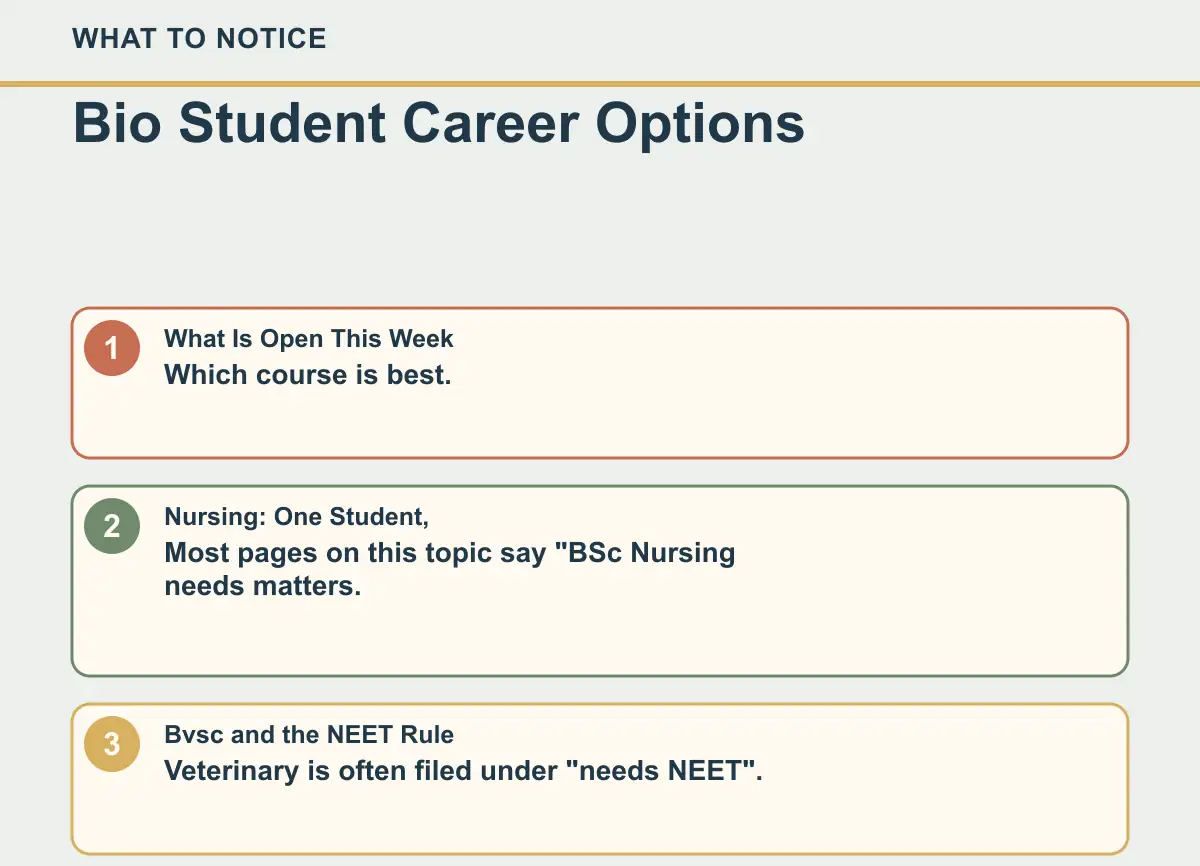 WHAT TO NOTICE
Bio Student Career Options
1
What Is Open This Week
Which course is best.
2
Nursing: One Student,
Most pages on this topic say "BSc Nursing
needs matters.
3
Bvsc and the NEET Rule
Veterinary is often filed under "needs NEET".